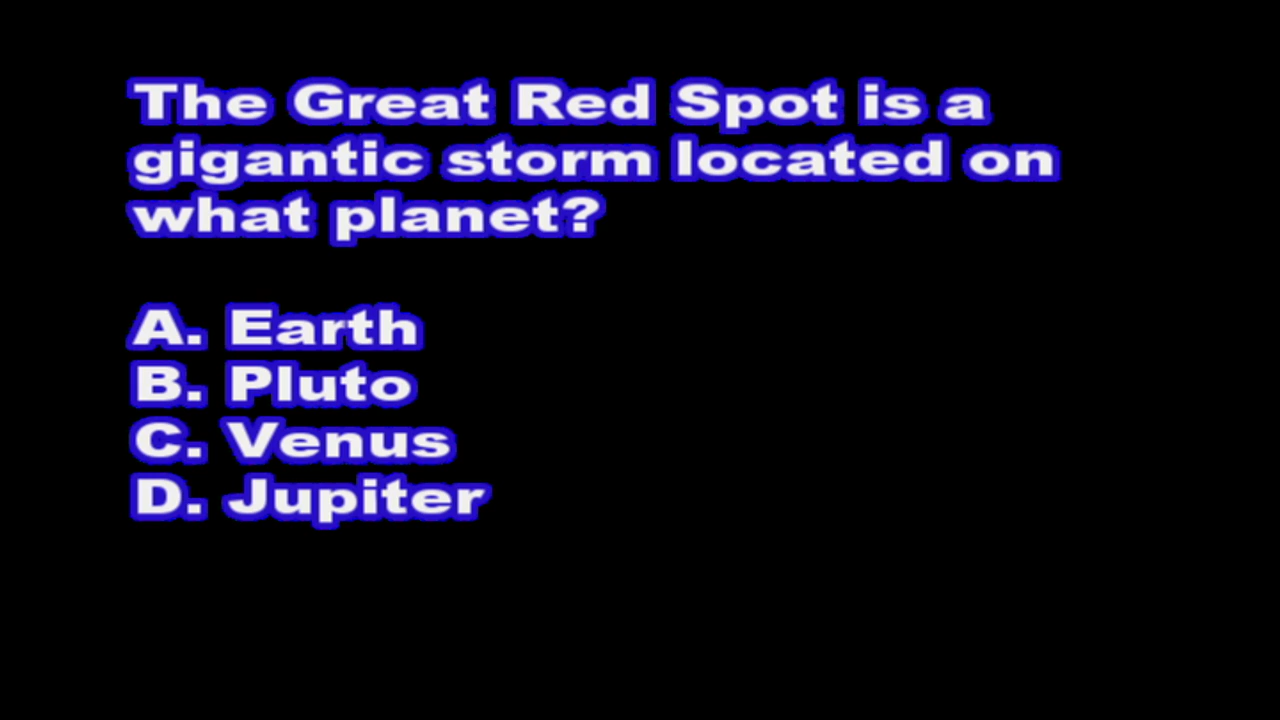 The Great Red Spot is a
gigantic storm located on
what planet?
A. Earth
B. Pluto
C. Venus
D. Jupiter